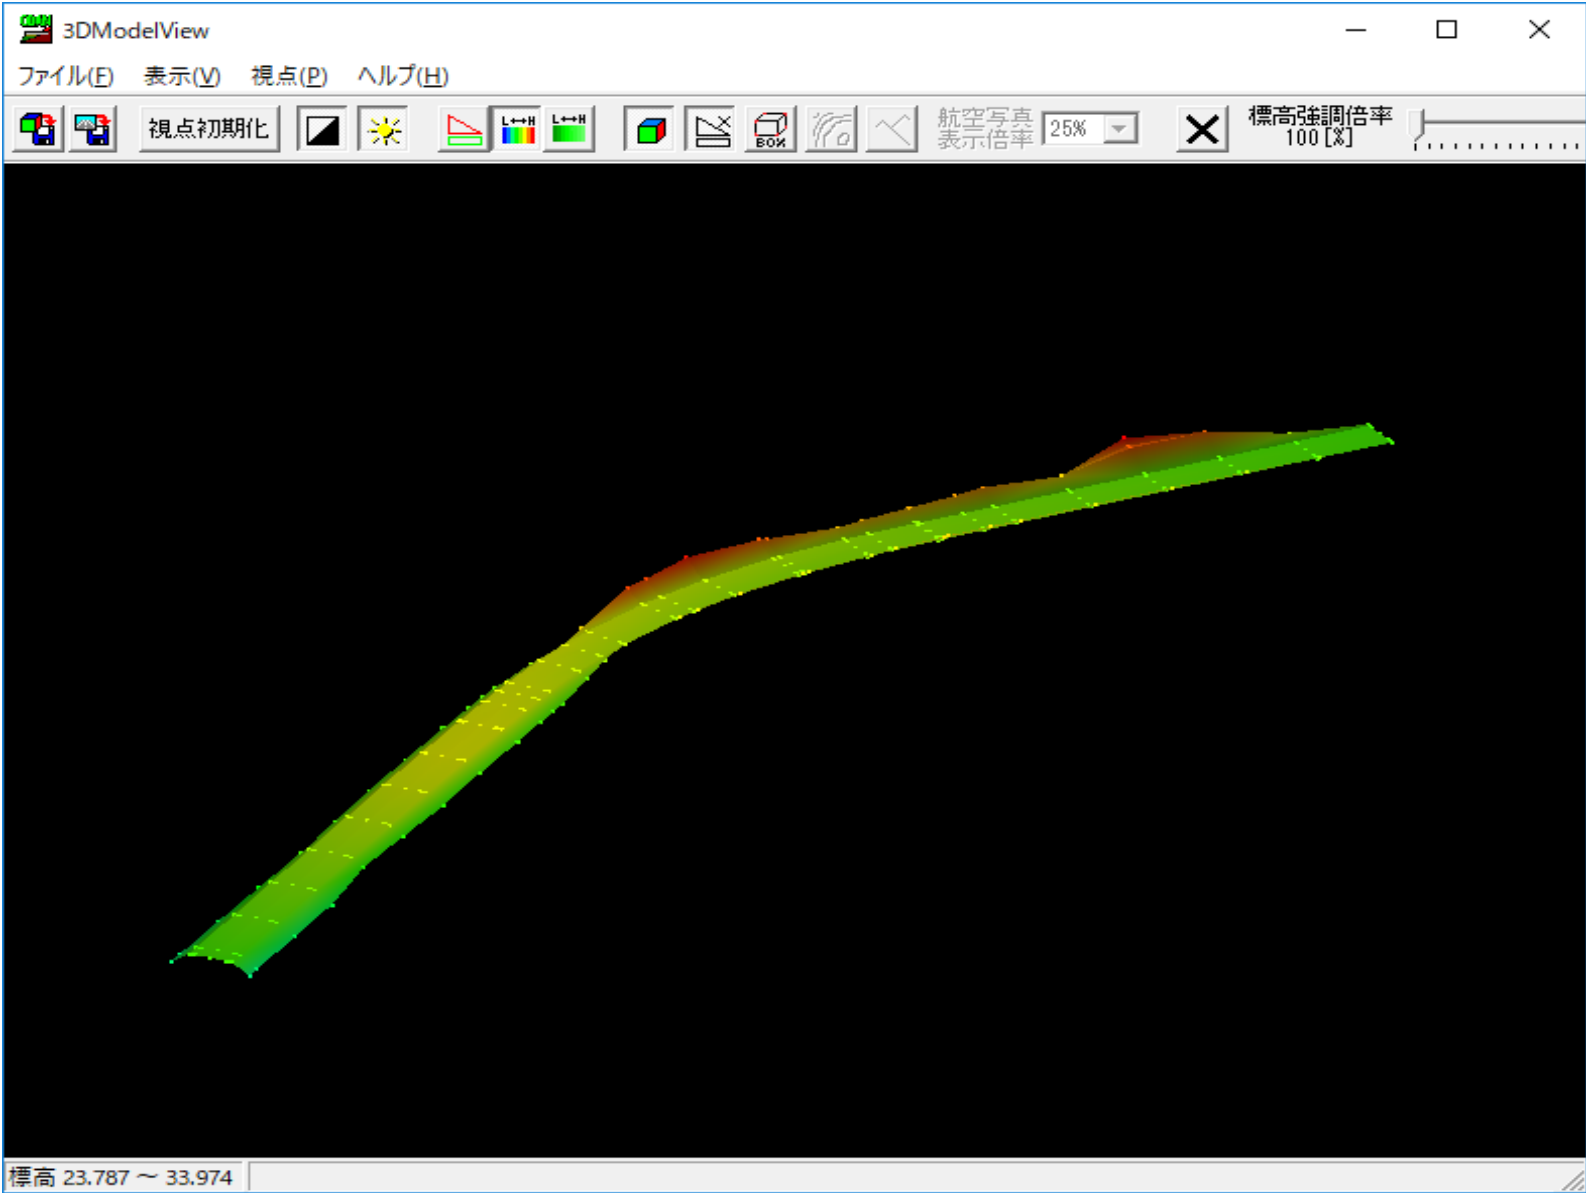 3DModelView
ファイル(F) 表示(V) 視点(P) ヘルプ(H)
視点初期化
L↔H
L↔H
BOX
航空写真
表示倍率
25%
標高強調倍率
100[%]
標高 23.787 ～ 33.974